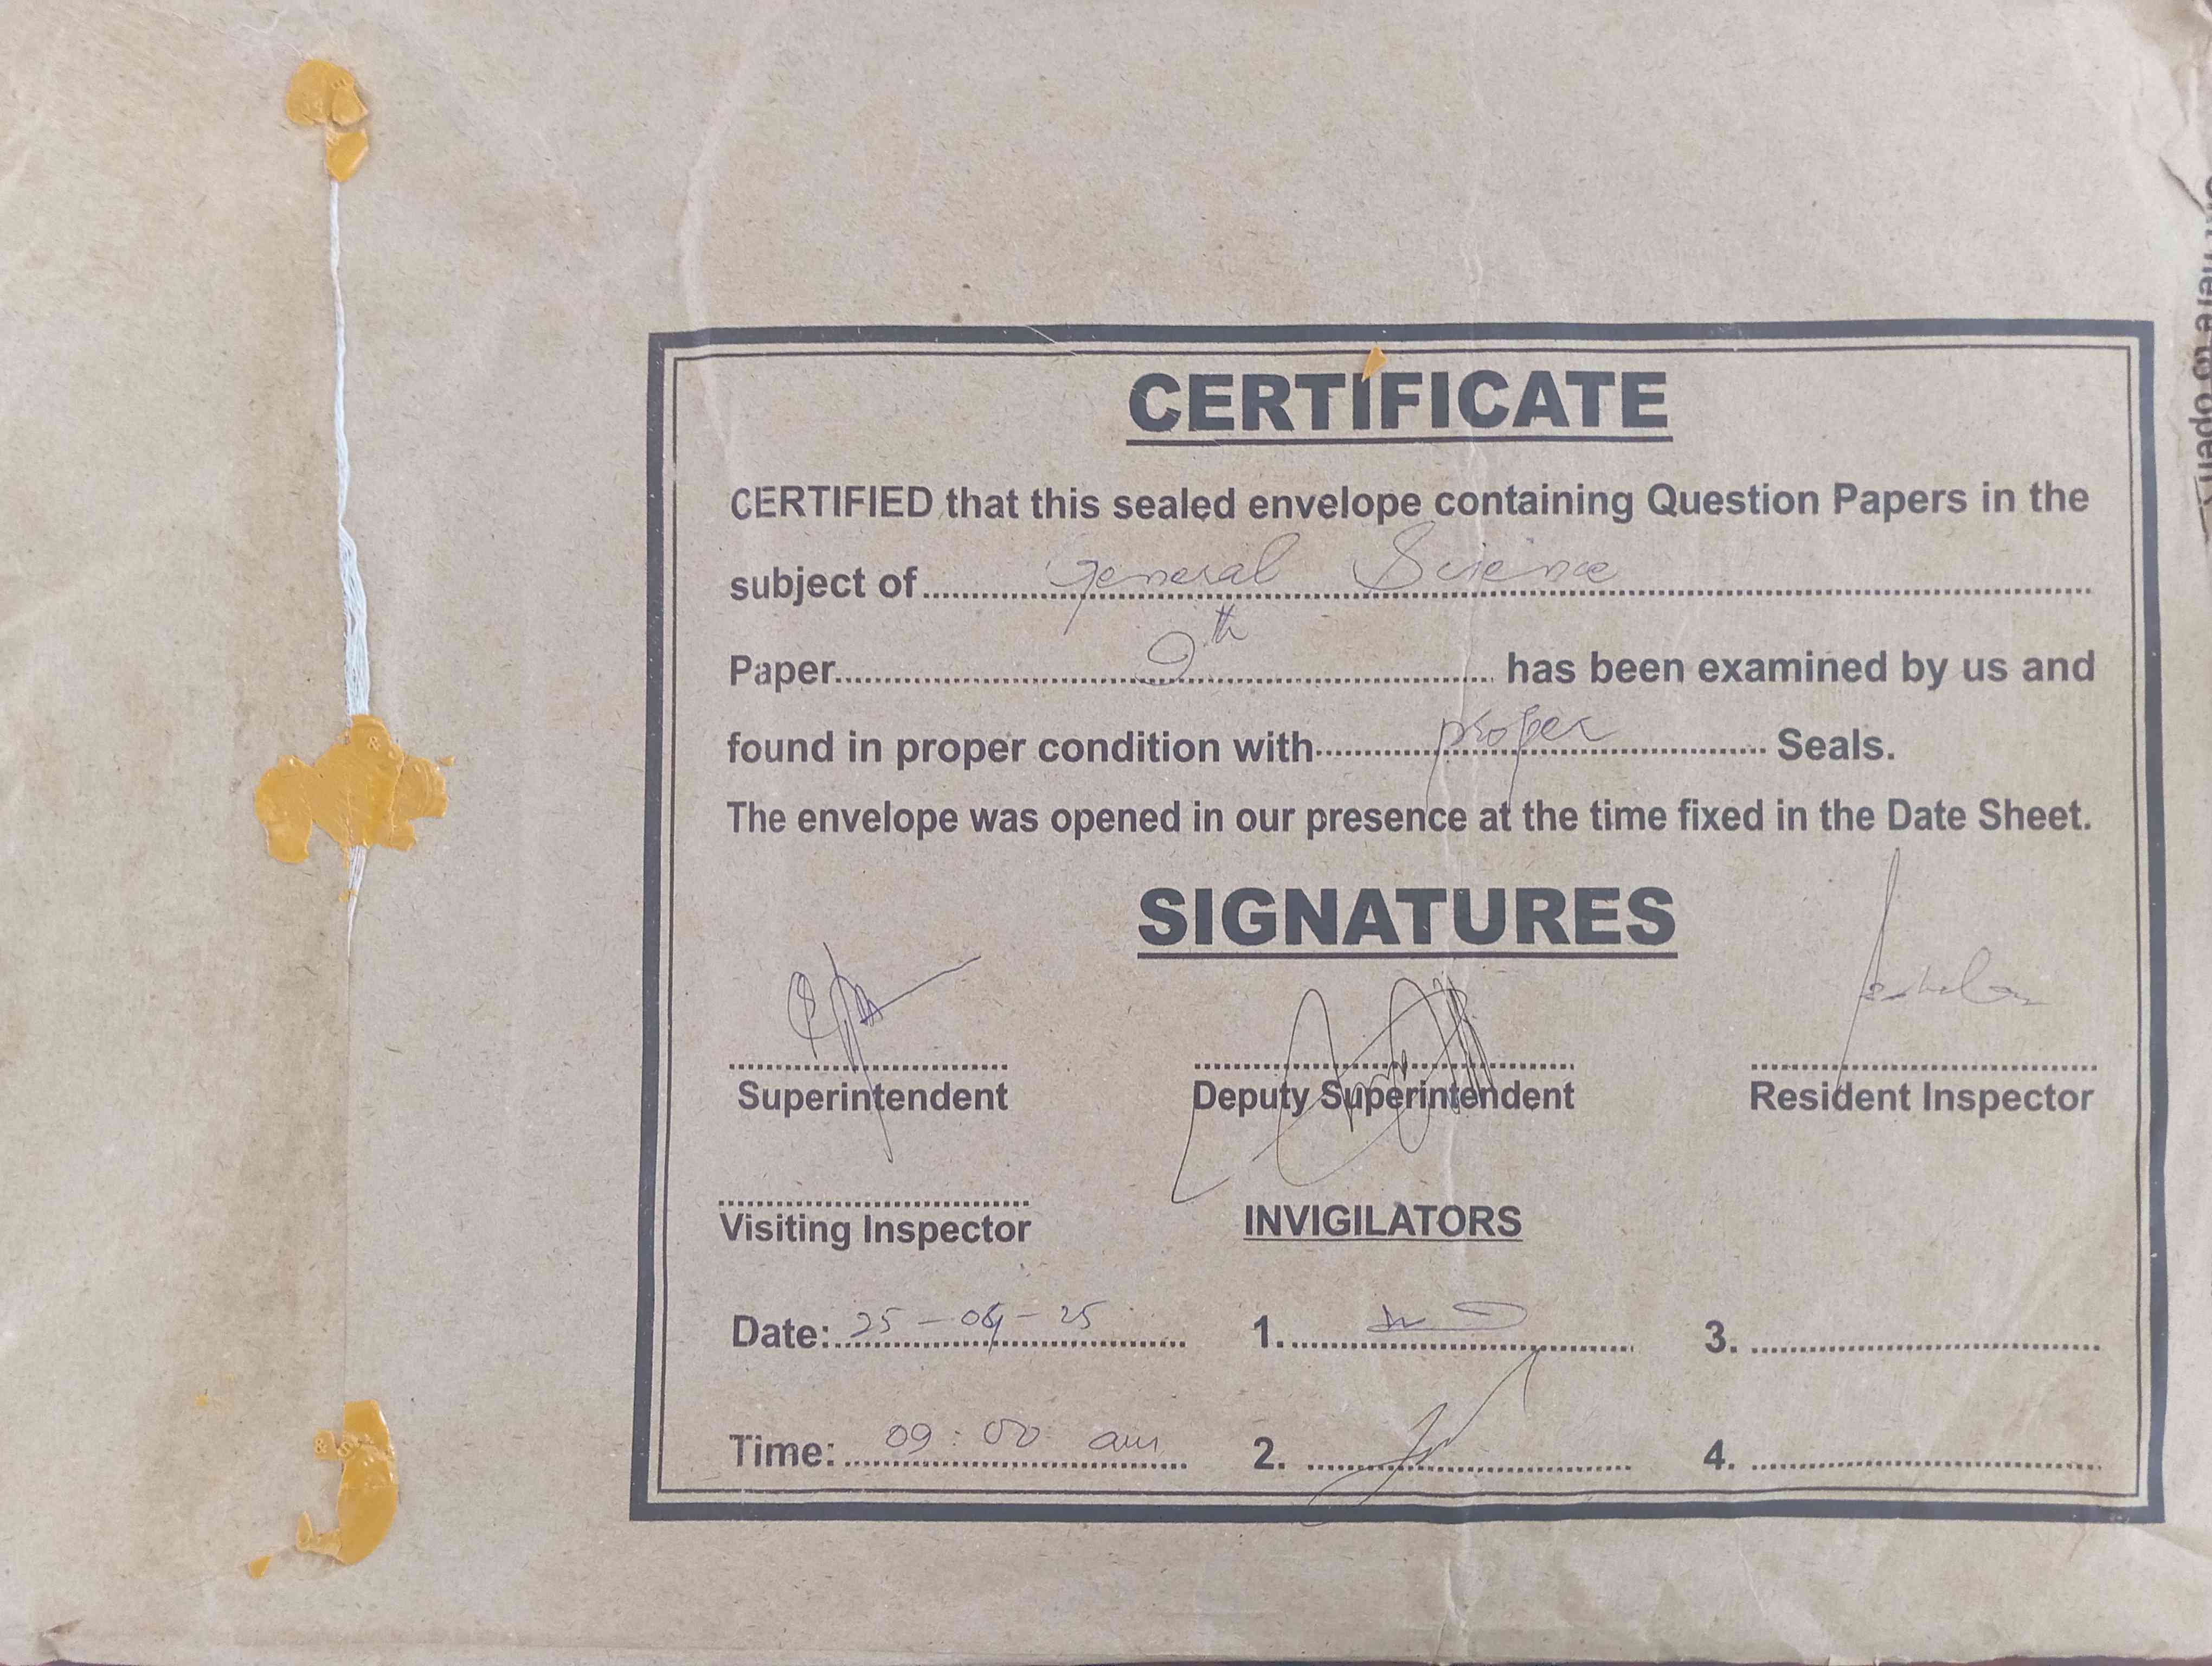 CERTIFICATE
CERTIFIED that this sealed envelope containing Question Papers in the
subject of General Science
Paper 9th has been examined by us and
found in proper condition with proper Seals.
The envelope was opened in our presence at the time fixed in the Date Sheet.
SIGNATURES
Superintendent Deputy Superintendent Resident Inspector
Visiting Inspector INVIGILATORS
Date: 25-04-25 1. 3.
Time: 09:00 am 2. 4.
to open